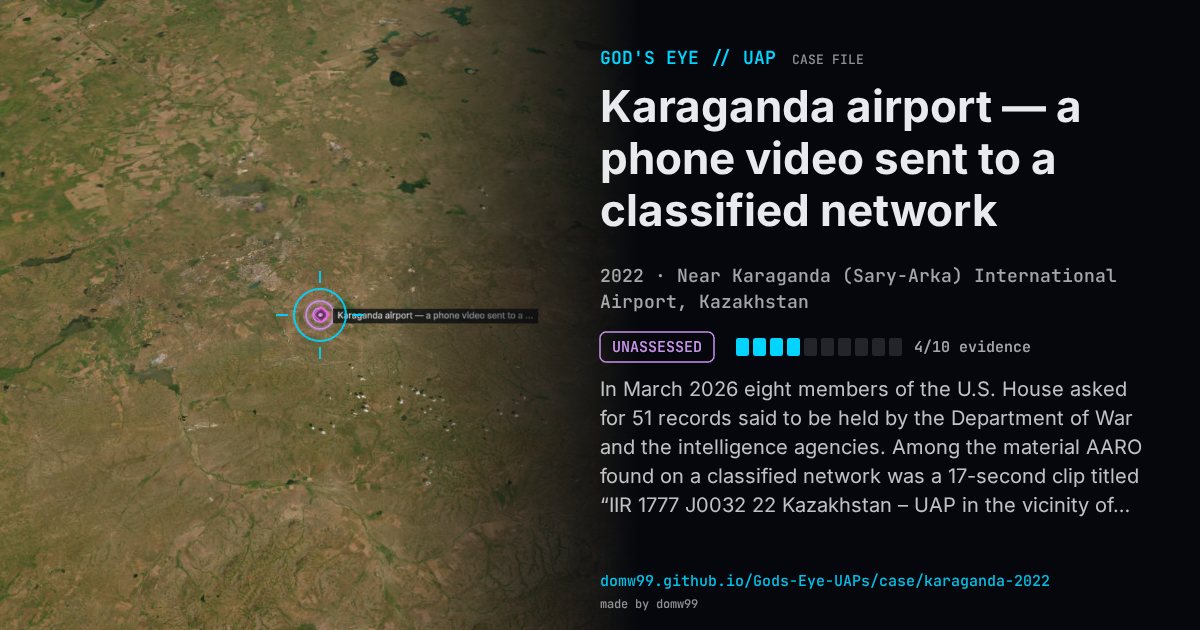 GOD'S EYE // UAP CASE FILE
Karaganda airport — a
phone video sent to a
classified network
2022 · Near Karaganda (Sary-Arka) International
Airport, Kazakhstan
Karaganda airport — a phone video sent to a ...
UNASSESSED 4/10 evidence
In March 2026 eight members of the U.S. House asked
for 51 records said to be held by the Department of War
and the intelligence agencies. Among the material AARO
found on a classified network was a 17-second clip titled
“IIR 1777 J0032 22 Kazakhstan – UAP in the vicinity of...
domw99.github.io/Gods-Eye-UAPs/case/karaganda-2022
made by domw99